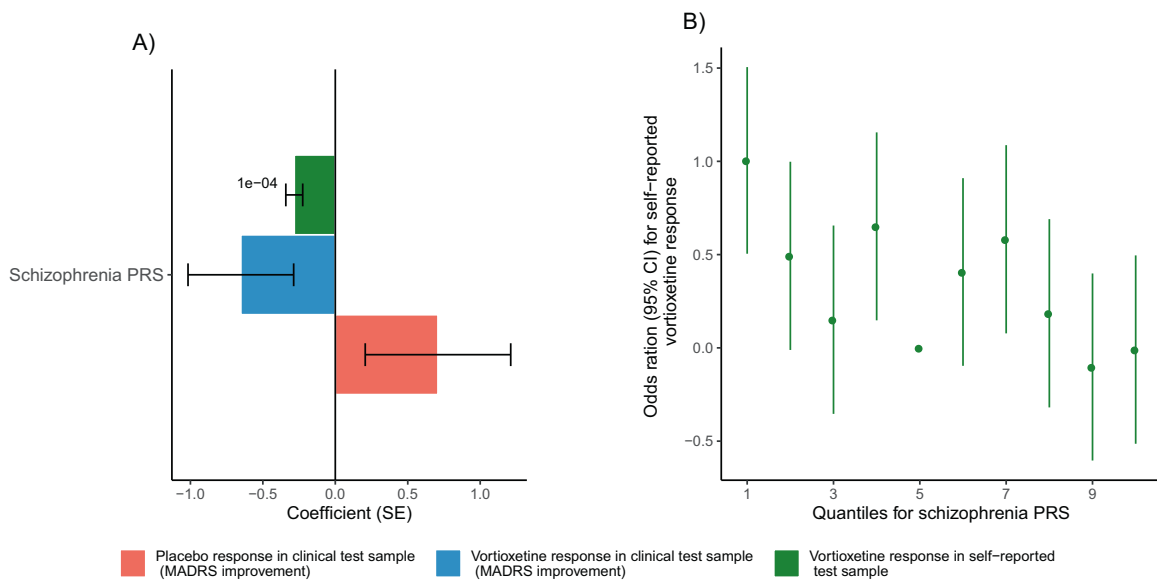 A)
1e−04
Schizophrenia PRS
−1.0 −0.5 0.0 0.5 1.0
Coefficient (SE)
B)
Odds ration (95% CI) for self−reported
vortioxetine response
1.5
1.0
0.5
0.0
−0.5
1 3 5 7 9
Quantiles for schizophrenia PRS
Placebo response in clinical test sample
(MADRS improvement)
Vortioxetine response in clinical test sample
(MADRS improvement)
Vortioxetine response in self-reported
test sample